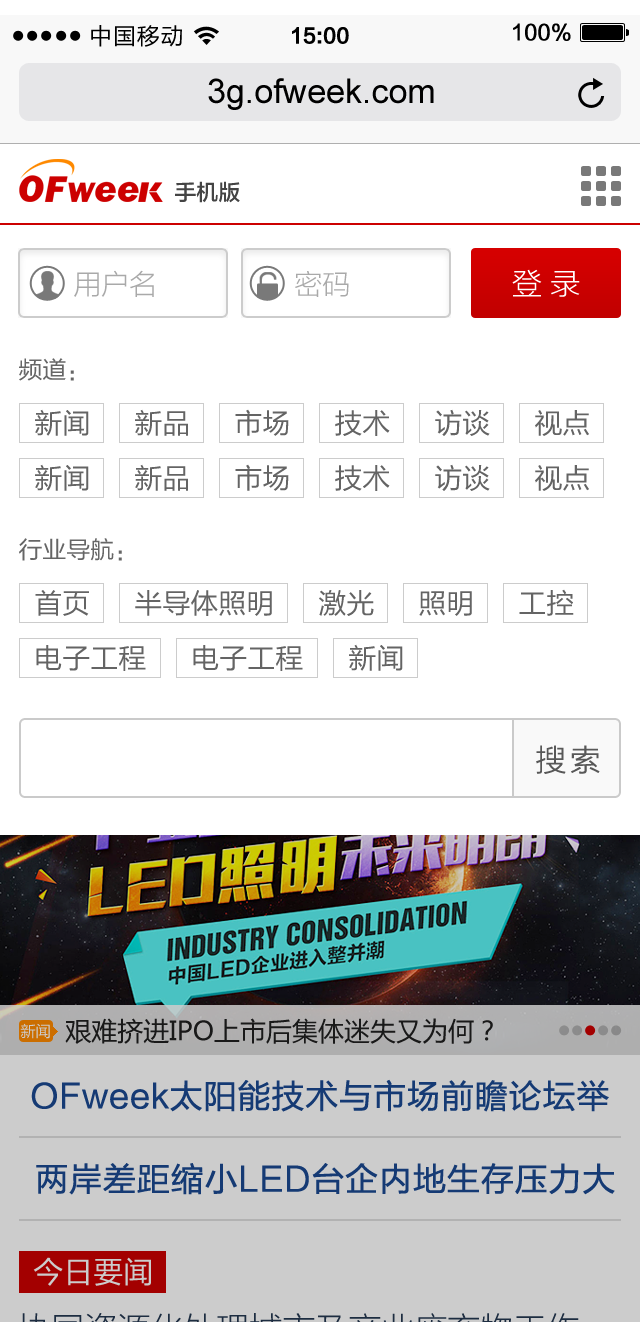 中国移动 15:00 100%
3g.ofweek.com
OFweek 手机版
用户名 密码 登录
频道：
新闻 新品 市场 技术 访谈 视点
新闻 新品 市场 技术 访谈 视点
行业导航：
首页 半导体照明 激光 照明 工控
电子工程 电子工程 新闻
搜索
LED照明未来明朗
INDUSTRY CONSOLIDATION
中国LED企业进入整并潮
新闻 艰难挤进IPO上市后集体迷失又为何？
OFweek太阳能技术与市场前瞻论坛举
两岸差距缩小LED台企内地生存压力大
今日要闻